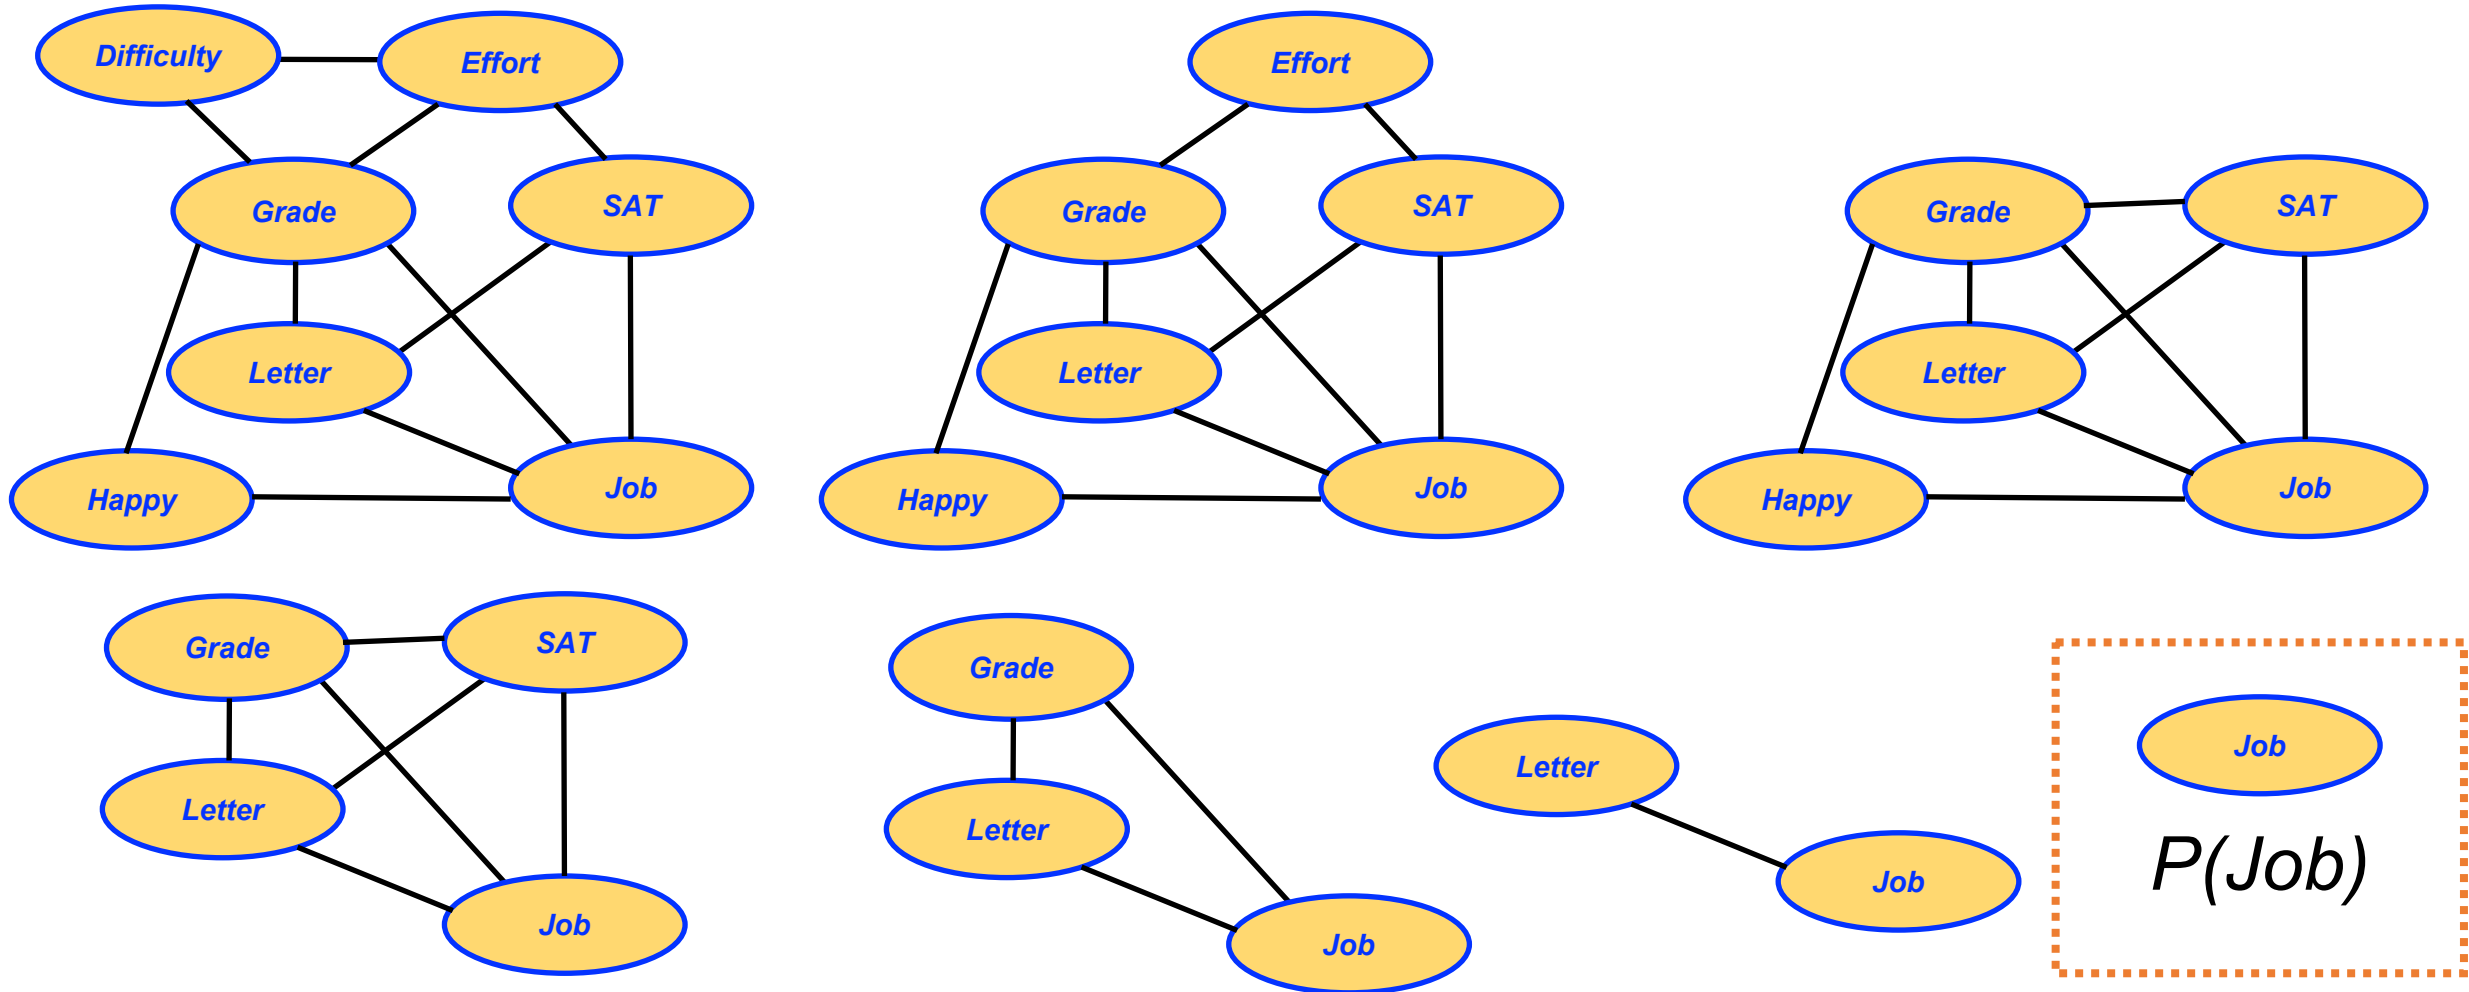 Difficulty
Effort
Grade
SAT
Letter
Happy
Job
Effort
Grade
SAT
Letter
Happy
Job
Grade
SAT
Letter
Happy
Job
Grade
SAT
Letter
Job
Grade
Letter
Job
Letter
Job
Job
P(Job)